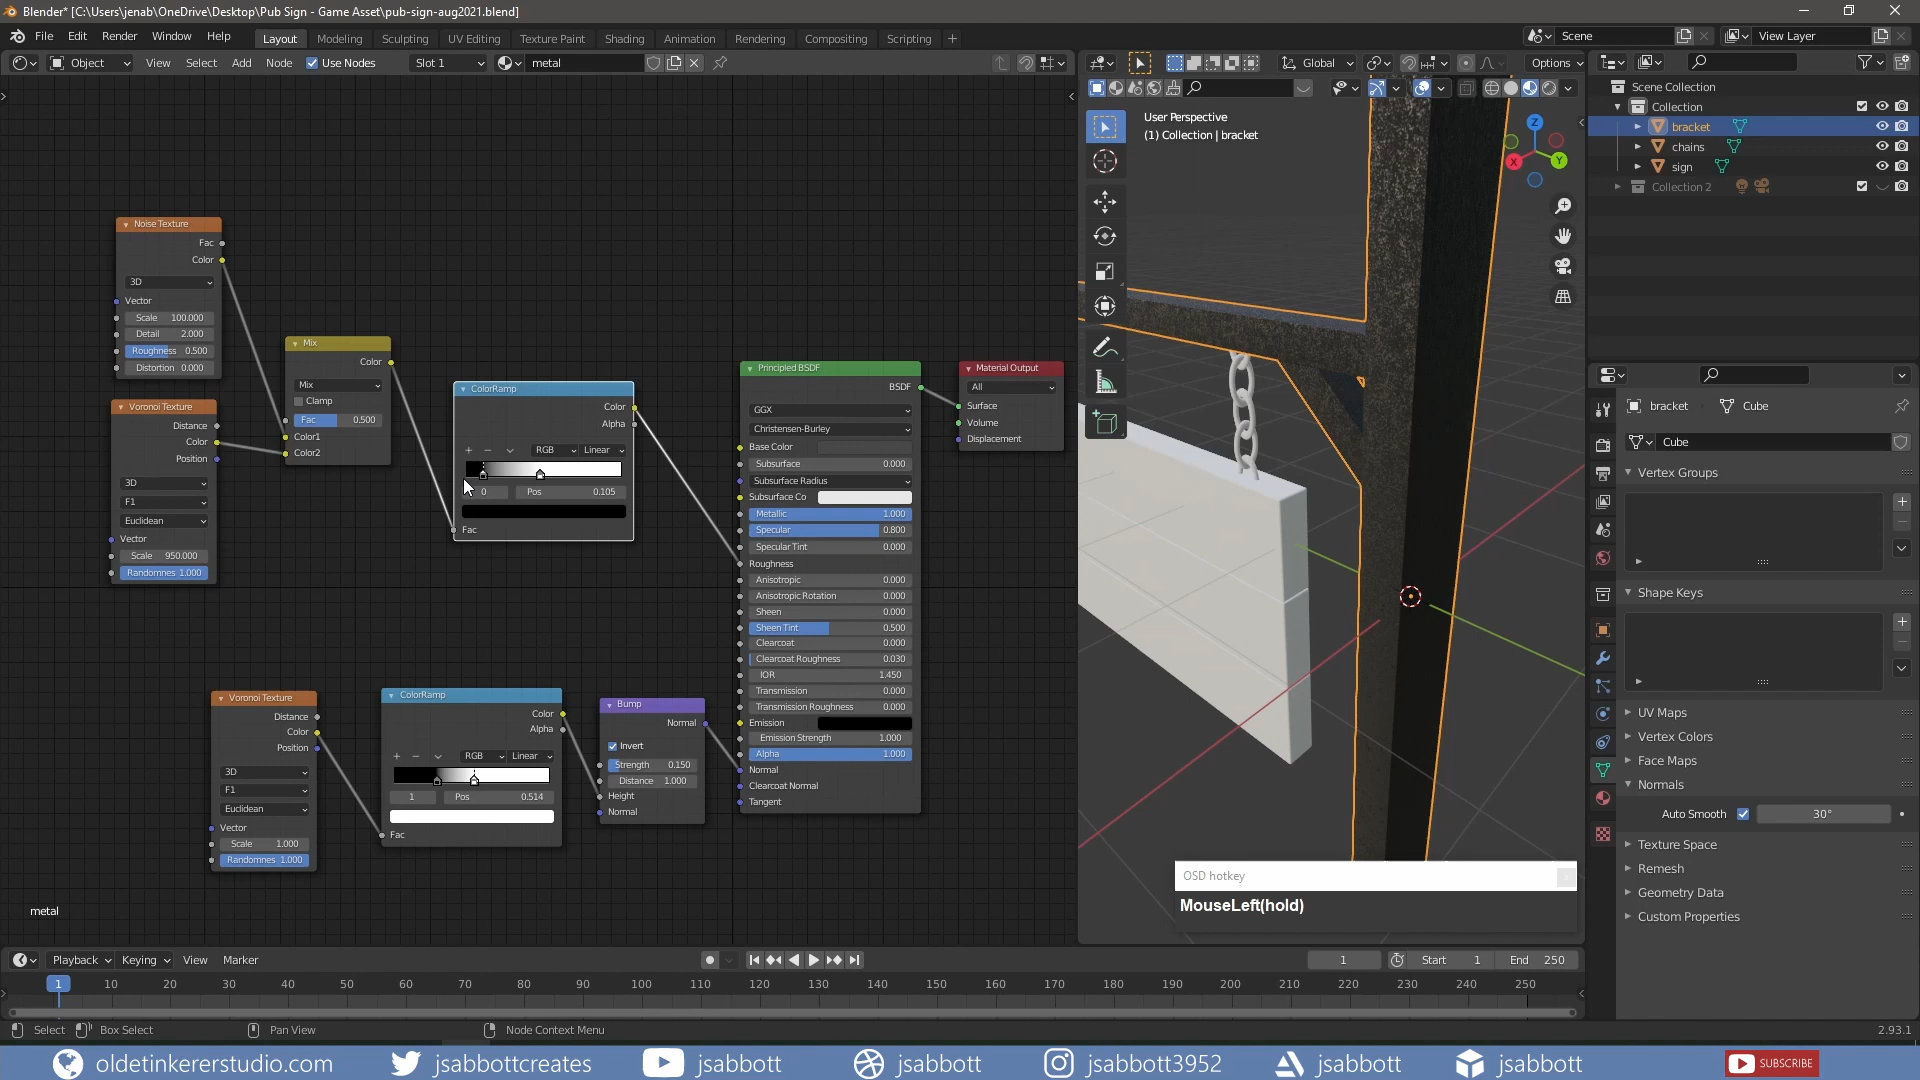 Blender* [C:\Users\jenab\OneDrive\Desktop\Pub Sign - Game Asset\pub-sign-aug2021.blend]
File Edit Render Window Help Layout Modeling Sculpting UV Editing Texture Paint Shading Animation Rendering Compositing Scripting + Scene View Layer
Object View Select Add Node Use Nodes Slot 1 metal Global Options
User Perspective
(1) Collection | bracket
Scene Collection
Collection
bracket
chains
sign
Collection 2
Noise Texture
Fac
Color
3D
Vector
Scale 100.000
Detail 2.000
Roughness 0.500
Distortion 0.000
Voronoi Texture
Distance
Color
Position
3D
F1
Euclidean
Vector
Scale 950.000
Randomnes 1.000
Mix
Color
Mix
Clamp
Fac 0.500
Color1
Color2
ColorRamp
Color
Alpha
+ − RGB Linear
0 Pos 0.105
Fac
Voronoi Texture
Distance
Color
Position
3D
F1
Euclidean
Vector
Scale 1.000
Randomnes 1.000
ColorRamp
Color
Alpha
+ − RGB Linear
1 Pos 0.514
Fac
Bump
Normal
Invert
Strength 0.150
Distance 1.000
Height
Normal
Principled BSDF
BSDF
GGX
Christensen-Burley
Base Color
Subsurface 0.000
Subsurface Radius
Subsurface Co
Metallic 1.000
Specular 0.800
Specular Tint 0.000
Roughness
Anisotropic 0.000
Anisotropic Rotation 0.000
Sheen 0.000
Sheen Tint 0.500
Clearcoat 0.000
Clearcoat Roughness 0.030
IOR 1.450
Transmission 0.000
Transmission Roughness 0.000
Emission
Emission Strength 1.000
Alpha 1.000
Normal
Clearcoat Normal
Tangent
Material Output
All
Surface
Volume
Displacement
metal
Z
X
Y
OSD hotkey
MouseLeft(hold)
bracket Cube
Cube
Vertex Groups
Shape Keys
UV Maps
Vertex Colors
Face Maps
Normals
Auto Smooth 30°
Texture Space
Remesh
Geometry Data
Custom Properties
Playback Keying View Marker 1 Start 1 End 250
1 10 20 30 40 50 60 70 80 90 100 110 120 130 140 150 160 170 180 190 200 210 220 230 240 250
Select Box Select Pan View Node Context Menu 2.93.1
oldetinkererstudio.com jsabbottcreates jsabbott jsabbott jsabbott3952 jsabbott jsabbott SUBSCRIBE